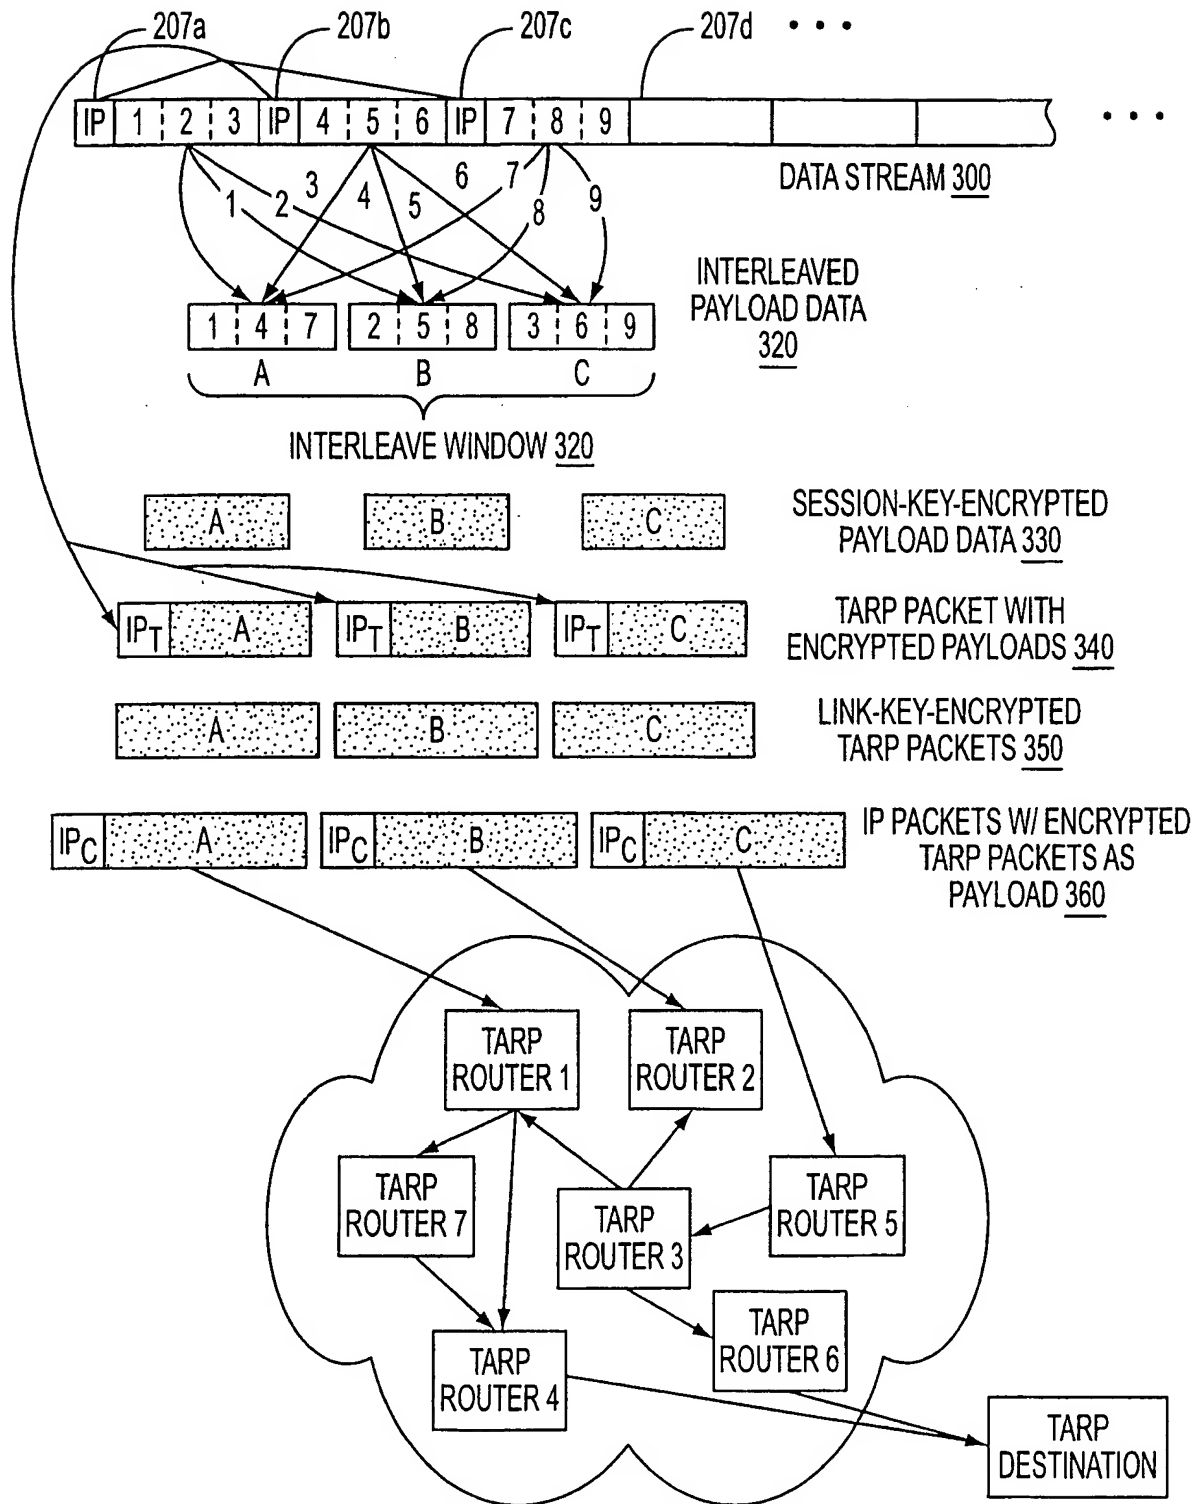 207a 207b 207c 207d • • •
IP 1 2 3 IP 4 5 6 IP 7 8 9 • • •
DATA STREAM 300
1 2 3 4 5 6 7 8 9
INTERLEAVED
PAYLOAD DATA
320
1 4 7 2 5 8 3 6 9
A B C
INTERLEAVE WINDOW 320
A B C
SESSION-KEY-ENCRYPTED
PAYLOAD DATA 330
IPT A IPT B IPT C
TARP PACKET WITH
ENCRYPTED PAYLOADS 340
A B C
LINK-KEY-ENCRYPTED
TARP PACKETS 350
IPC A IPC B IPC C
IP PACKETS W/ ENCRYPTED
TARP PACKETS AS
PAYLOAD 360
TARP
ROUTER 1
TARP
ROUTER 2
TARP
ROUTER 7
TARP
ROUTER 3
TARP
ROUTER 5
TARP
ROUTER 4
TARP
ROUTER 6
TARP
DESTINATION